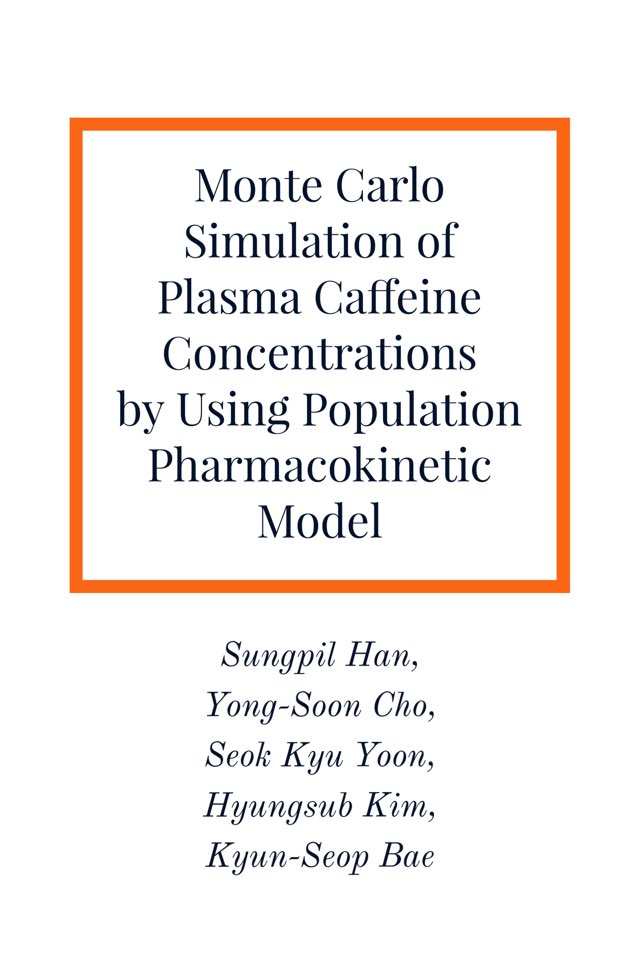 Monte Carlo
Simulation of
Plasma Caffeine
Concentrations
by Using Population
Pharmacokinetic
Model
Sungpil Han,
Yong-Soon Cho,
Seok Kyu Yoon,
Hyungsub Kim,
Kyun-Seop Bae